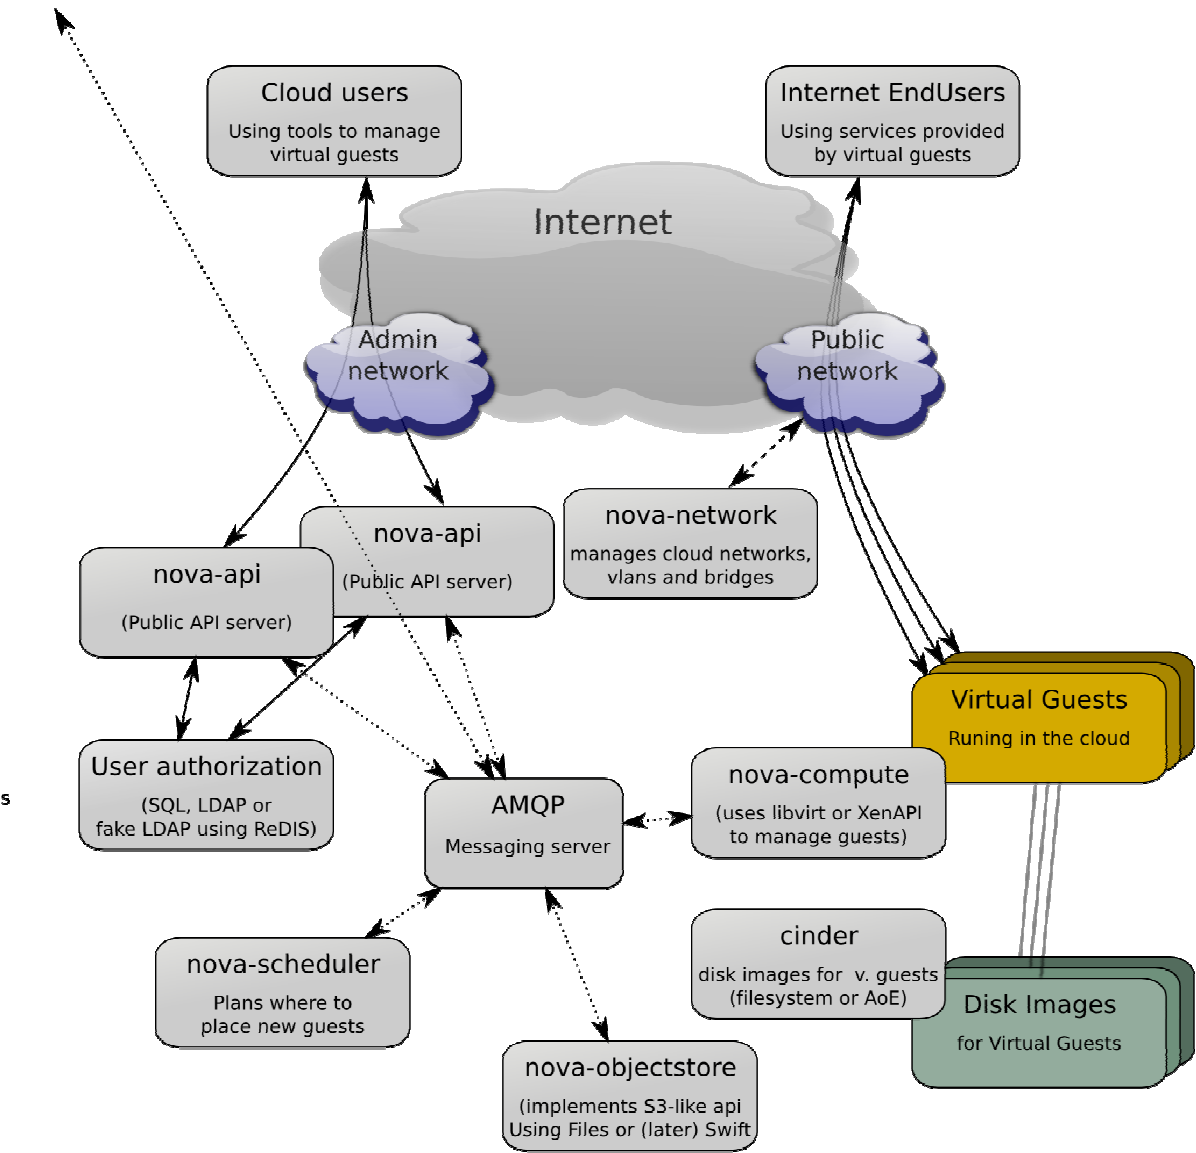 Cloud users
Using tools to manage
virtual guests
Internet EndUsers
Using services provided
by virtual guests
Internet
Admin
network
Public
network
nova-api
(Public API server)
nova-api
(Public API server)
nova-network
manages cloud networks,
vlans and bridges
Virtual Guests
Runing in the cloud
User authorization
(SQL, LDAP or
fake LDAP using ReDIS)
s
AMQP
Messaging server
nova-compute
(uses libvirt or XenAPI
to manage guests)
nova-scheduler
Plans where to
place new guests
cinder
disk images for  v. guests
(filesystem or AoE)
Disk Images
for Virtual Guests
nova-objectstore
(implements S3-like api
Using Files or (later) Swift